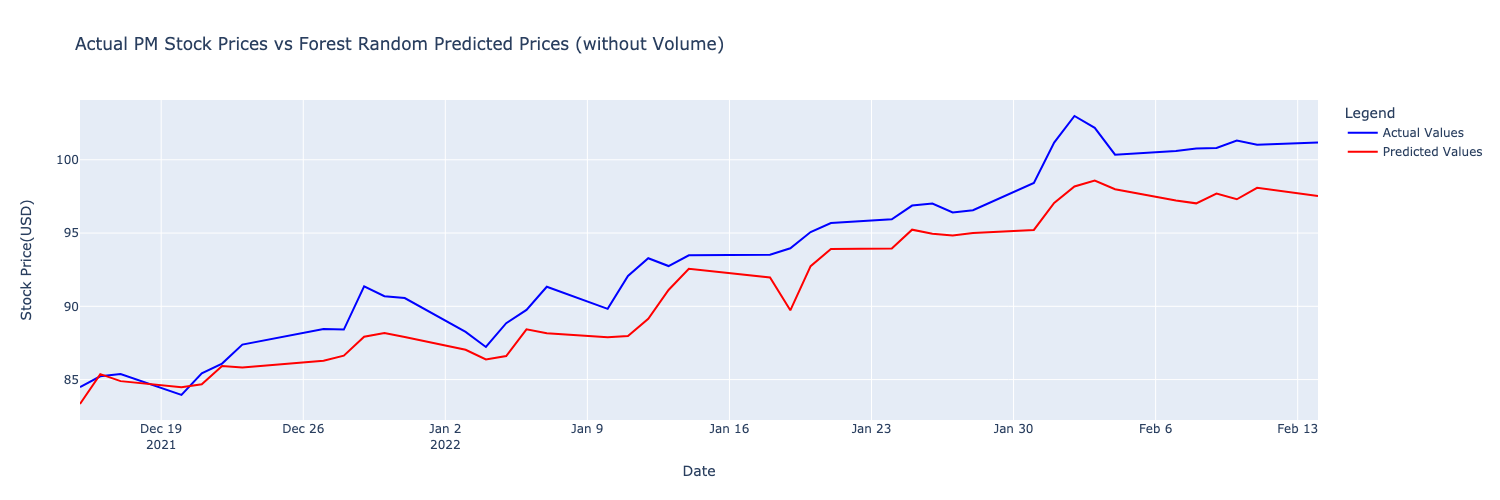 Actual PM Stock Prices vs Forest Random Predicted Prices (without Volume)
Legend
Actual Values
Predicted Values
Stock Price(USD)
100
95
90
85
Dec 19
2021
Dec 26
Jan 2
2022
Jan 9
Jan 16
Jan 23
Jan 30
Feb 6
Feb 13
Date